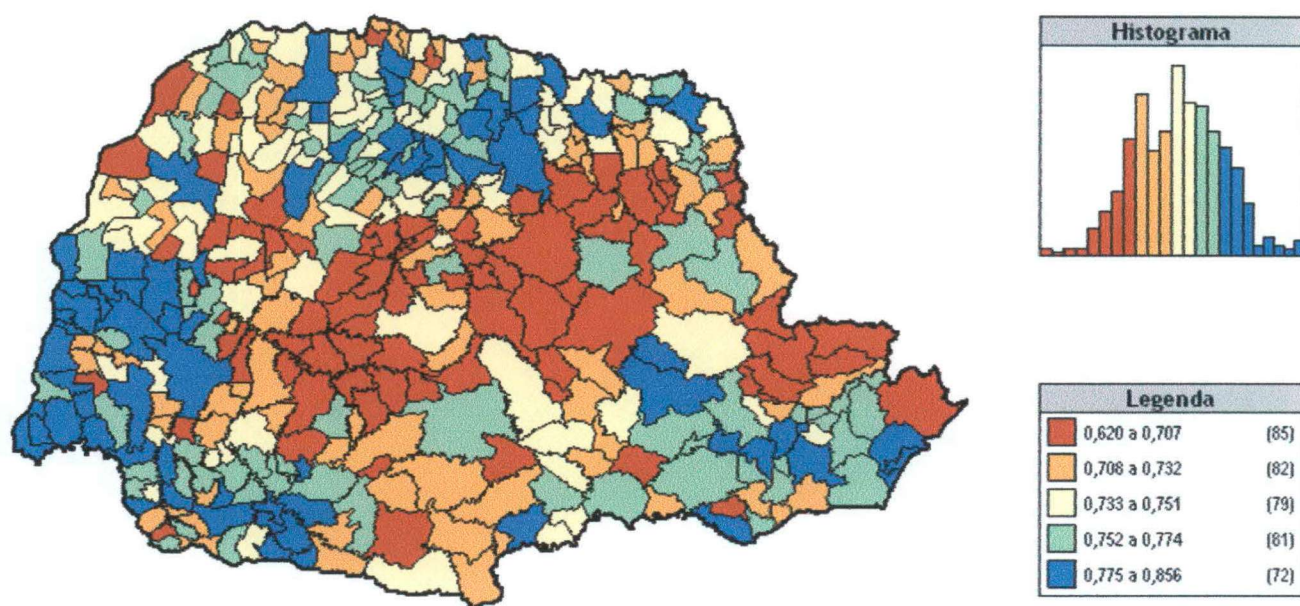 Histograma
Legenda
0,620 a 0,707 (85)
0,708 a 0,732 (82)
0,733 a 0,751 (79)
0,752 a 0,774 (81)
0,775 a 0,856 (72)